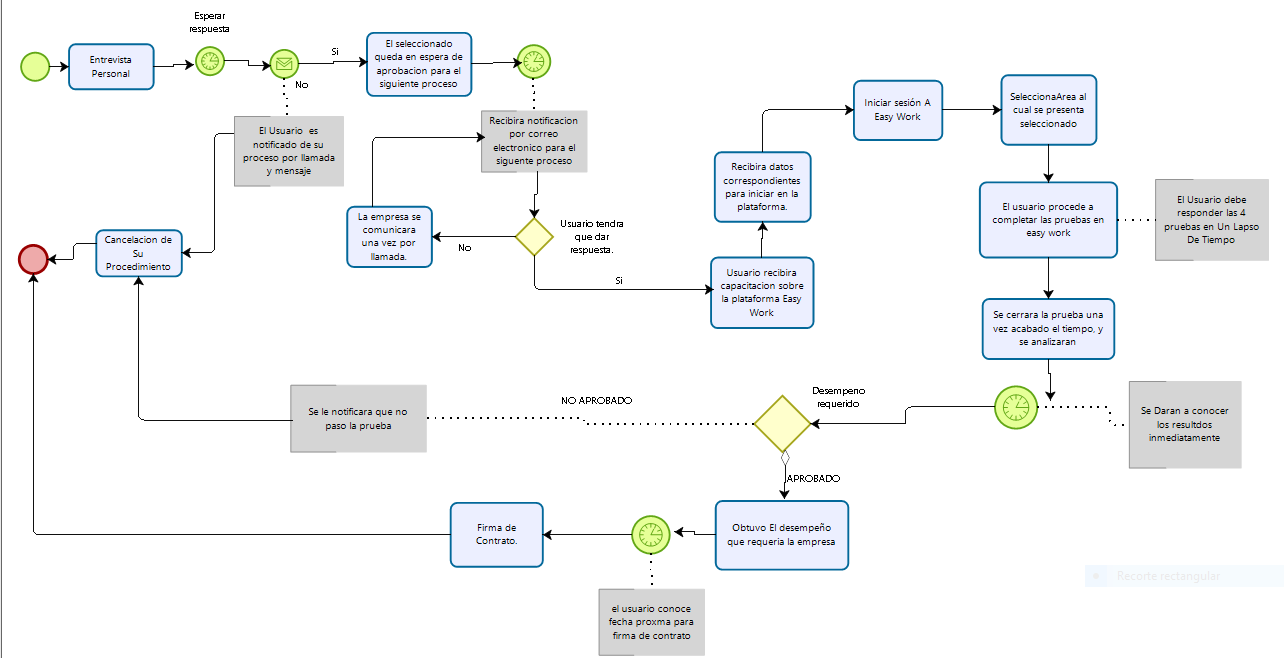 Esperar
respuesta
Entrevista
Personal
Si
No
El seleccionado
queda en espera de
aprobacion para el
siguiente proceso
El Usuario es
notificado de su
proceso por llamada
y mensaje
Recibira notificacion
por correo
electronico para el
siguente proceso
Iniciar sesión A
Easy Work
SeleccionaArea al
cual se presenta
seleccionado
Recibira datos
correspondientes
para iniciar en la
plataforma.
La empresa se
comunicara
una vez por
llamada.
No
Usuario tendra
que dar
respuesta.
Si
Usuario recibira
capacitacion sobre
la plataforma Easy
Work
El usuario procede a
completar las pruebas en
easy work
El Usuario debe
responder las 4
pruebas en Un Lapso
De Tiempo
Cancelacion de
Su
Procedimiento
Se cerrara la prueba una
vez acabado el tiempo, y
se analizaran
Desempeno
requerido
NO APROBADO
Se le notificara que no
paso la prueba
Se Daran a conocer
los resultdos
inmediatamente
APROBADO
Obtuvo El desempeño
que requeria la empresa
Firma de
Contrato.
el usuario conoce
fecha proxma para
firma de contrato
Recorte rectangular